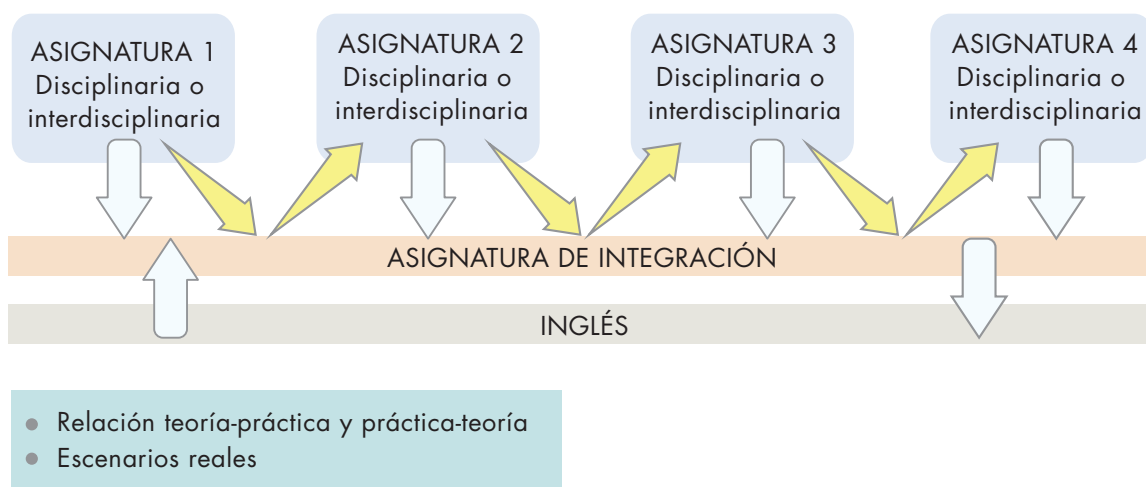 ASIGNATURA 1
Disciplinaria o
interdisciplinaria
ASIGNATURA 2
Disciplinaria o
interdisciplinaria
ASIGNATURA 3
Disciplinaria o
interdisciplinaria
ASIGNATURA 4
Disciplinaria o
interdisciplinaria
ASIGNATURA DE INTEGRACIÓN
INGLÉS
Relación teoría-práctica y práctica-teoría
Escenarios reales